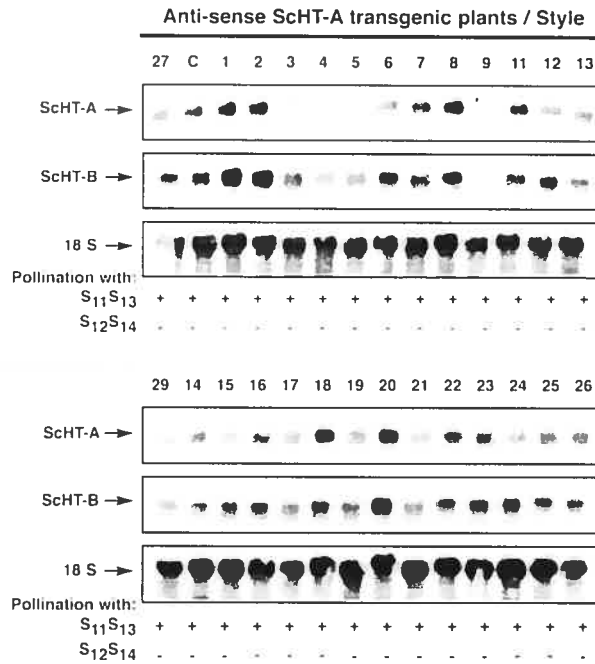 Anti-sense ScHT-A transgenic plants / Style
27 C 1 2 3 4 5 6 7 8 9 11 12 13
ScHT-A →
ScHT-B →
18 S →
Pollination with:
S11S13 + + + + + + + + + + + + + +
S12S14 - - - - - - - - - - - - - -
29 14 15 16 17 18 19 20 21 22 23 24 25 26
ScHT-A →
ScHT-B →
18 S →
Pollination with:
S11S13 + + + + + + + + + + + + + +
S12S14 - - - - - - - - - - - - - -